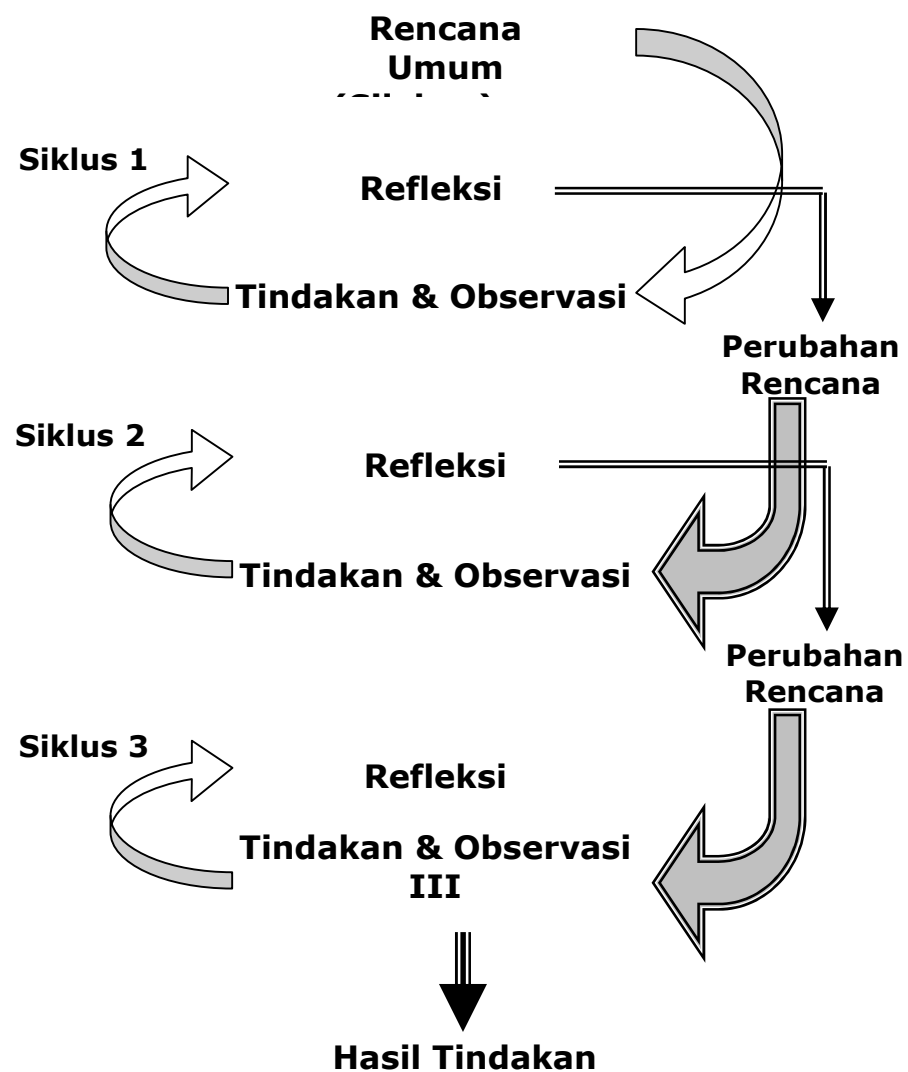 Rencana
Umum
Siklus 1
Refleksi
Tindakan & Observasi
Perubahan
Rencana
Siklus 2
Refleksi
Tindakan & Observasi
Perubahan
Rencana
Siklus 3
Refleksi
Tindakan & Observasi
III
Hasil Tindakan